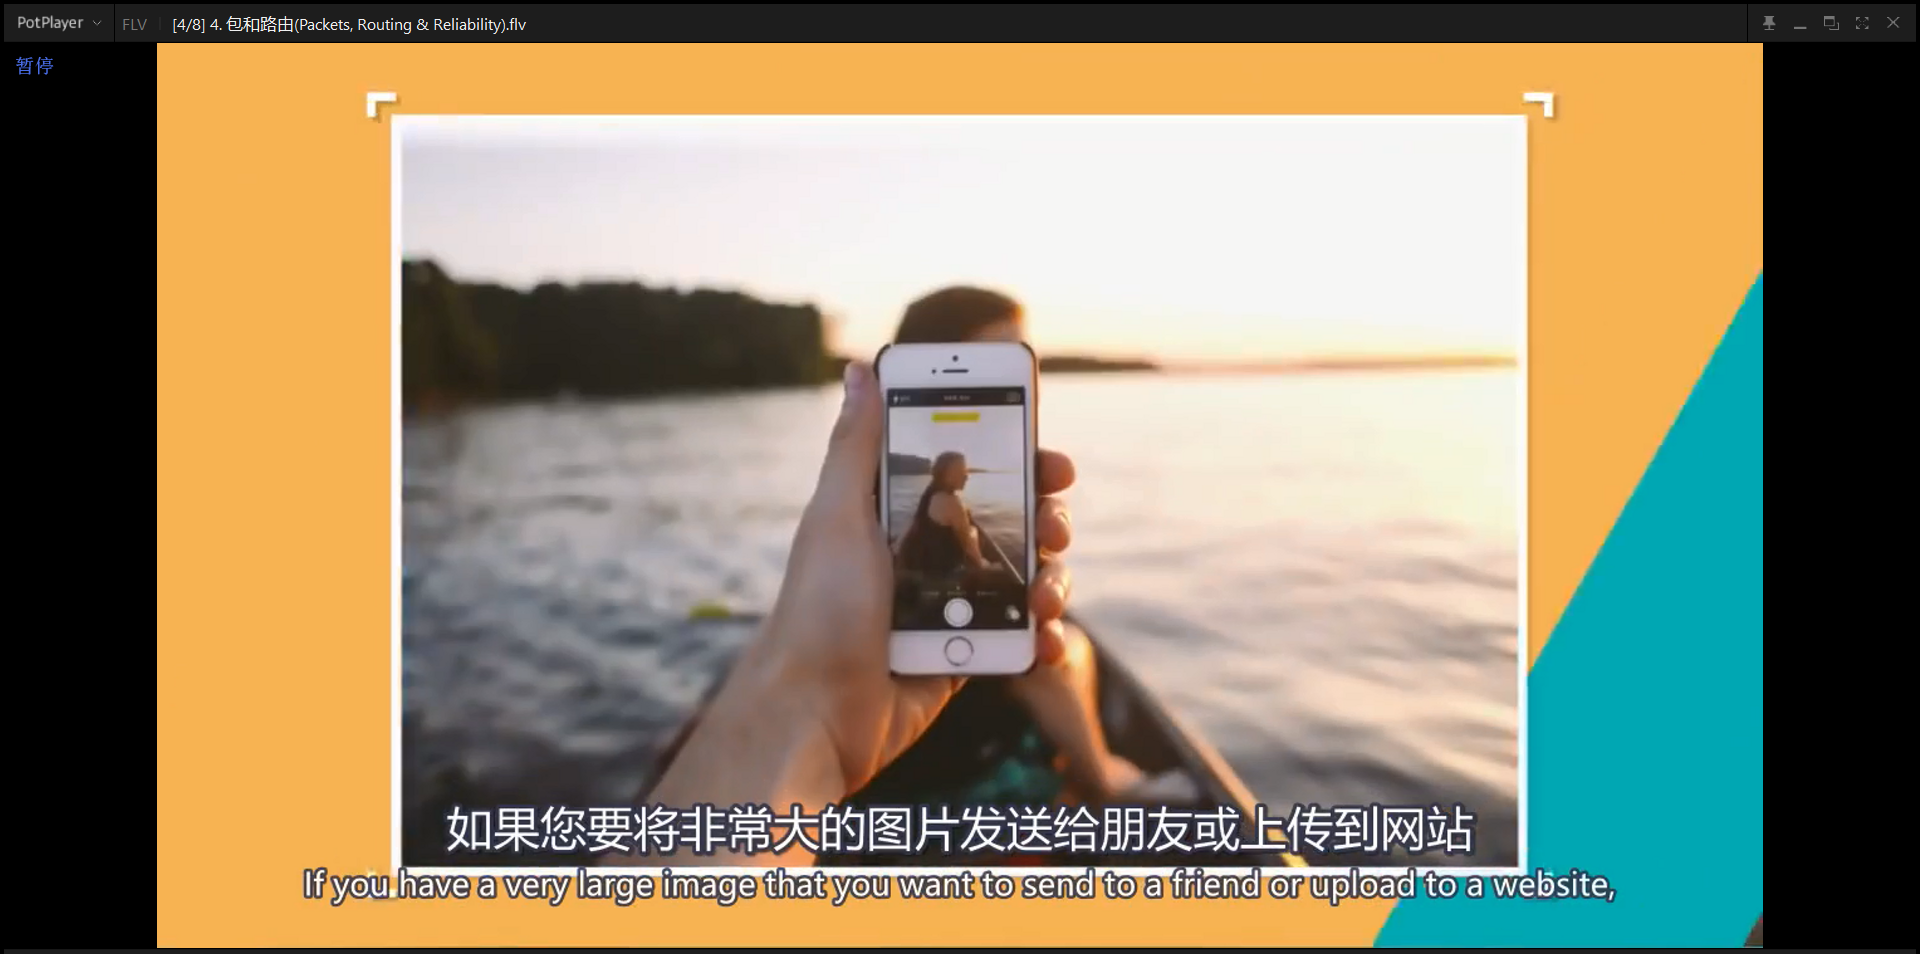 PotPlayer FLV [4/8] 4. 包和路由(Packets, Routing & Reliability).flv
暂停
如果您要将非常大的图片发送给朋友或上传到网站
If you have a very large image that you want to send to a friend or upload to a website,